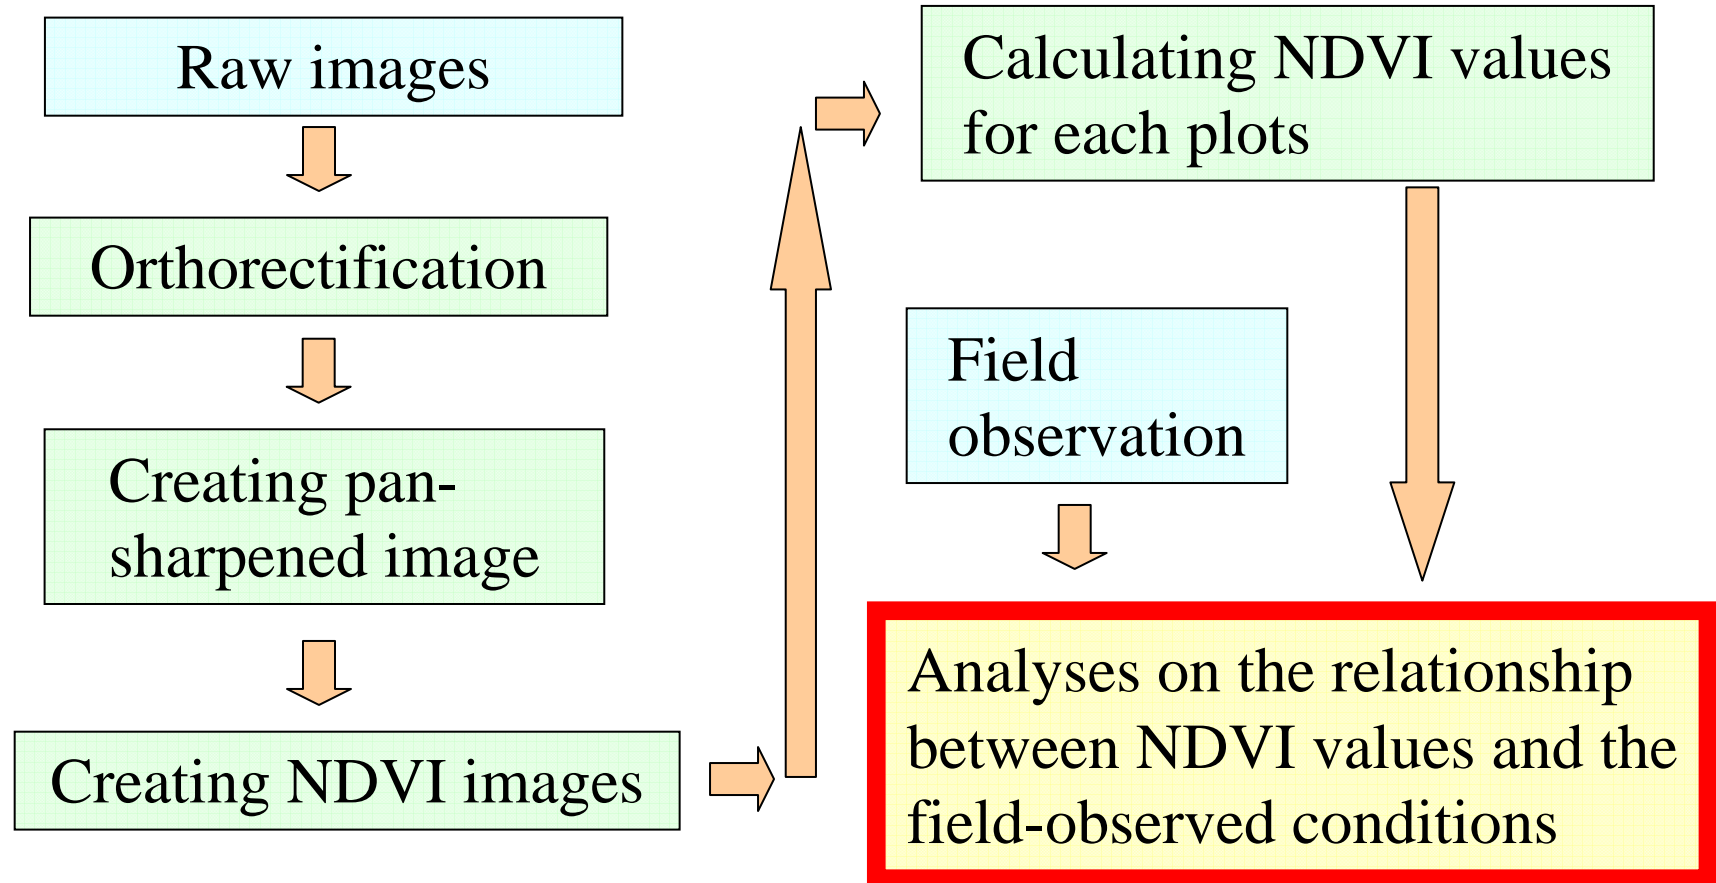 Raw images
Orthorectification
Creating pan-
sharpened image
Creating NDVI images
Calculating NDVI values
for each plots
Field
observation
Analyses on the relationship
between NDVI values and the
field-observed conditions